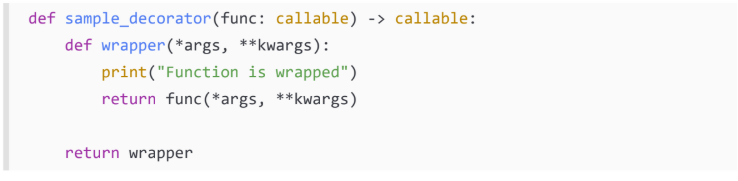 def sample_decorator(func: callable) -> callable:
    def wrapper(*args, **kwargs):
        print("Function is wrapped")
        return func(*args, **kwargs)

    return wrapper